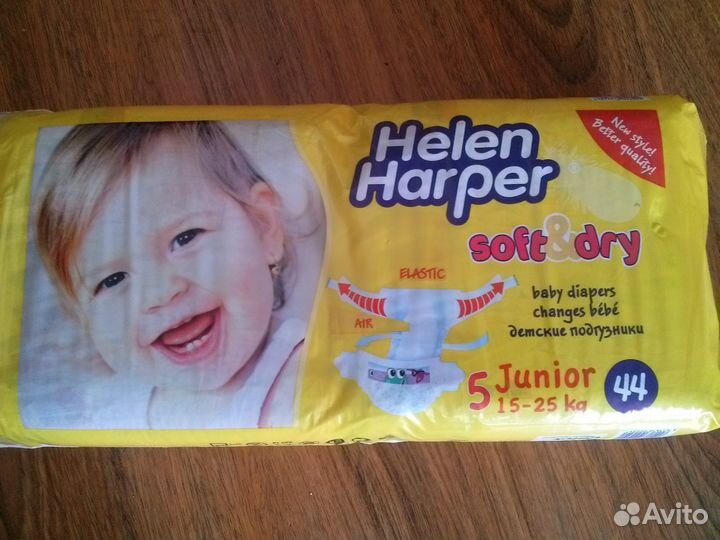 Helen
Harper®
New style!
Better quality!
soft&dry
ELASTIC
AIR
baby diapers
changes bébé
детские подгузники
5 Junior
15-25 kg
44
Avito